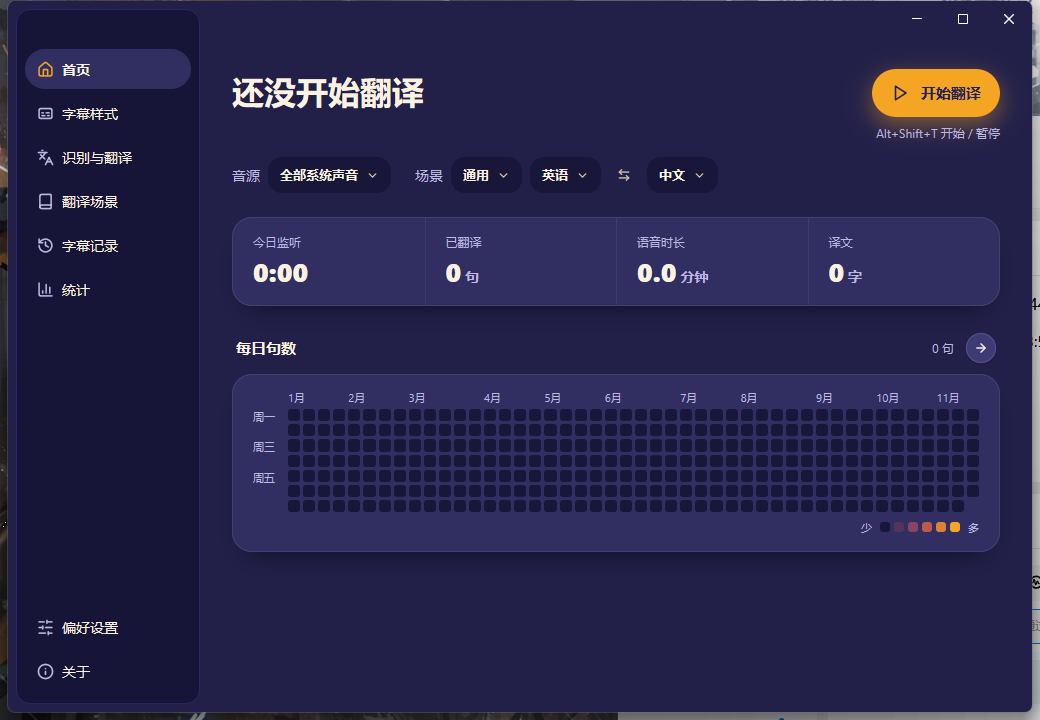 首页
字幕样式
识别与翻译
翻译场景
字幕记录
统计
偏好设置
关于
还没开始翻译
开始翻译
Alt+Shift+T 开始 / 暂停
音源 全部系统声音 场景 通用 英语 中文
今日监听 已翻译 语音时长 译文
0:00 0 句 0.0 分钟 0 字
每日句数 0 句
1月 2月 3月 4月 5月 6月 7月 8月 9月 10月 11月
周一
周三
周五
少 多